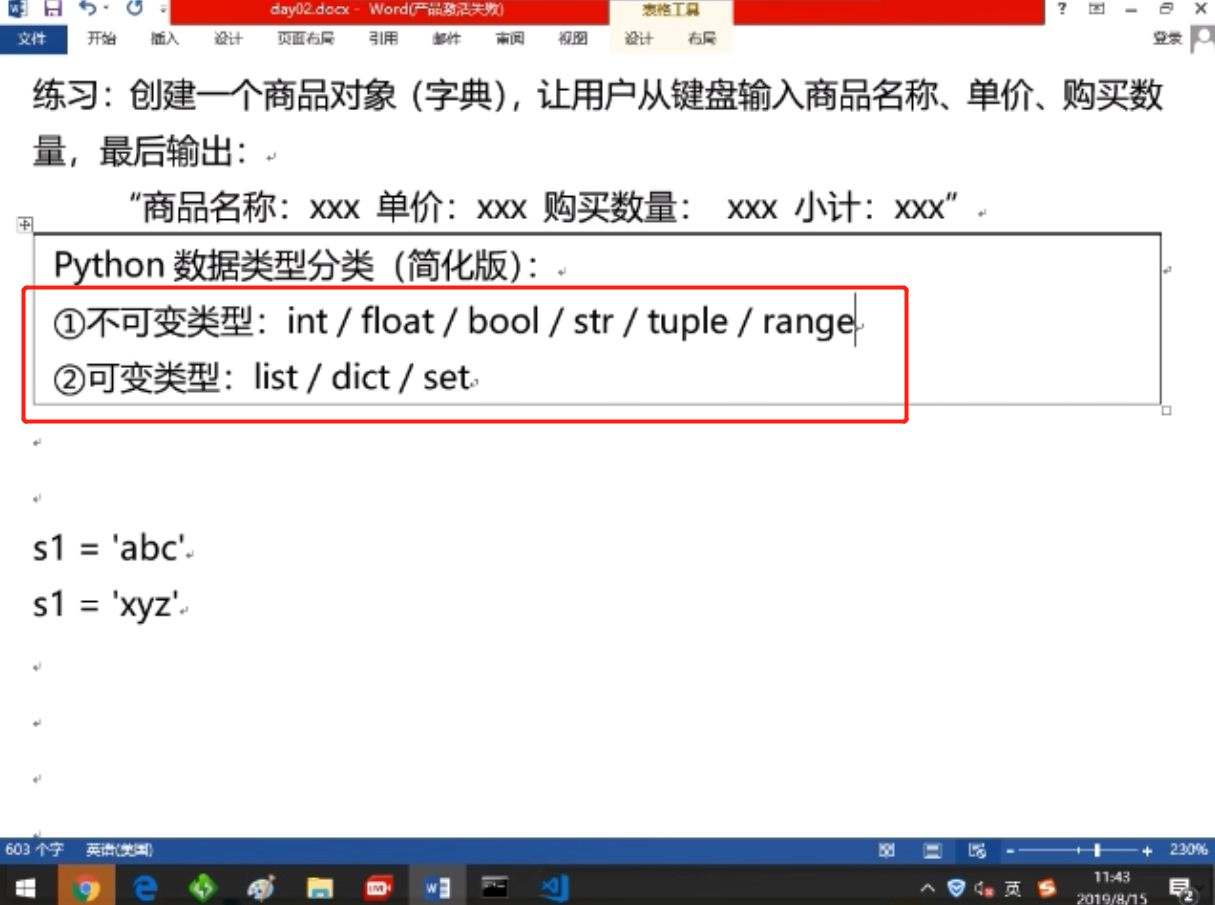 day02.docx - Word(产品激活失败)
表格工具
?
文件 开始 插入 设计 页面布局 引用 邮件 审阅 视图 设计 布局
登录
练习：创建一个商品对象（字典），让用户从键盘输入商品名称、单价、购买数
量，最后输出：
“商品名称：xxx 单价：xxx 购买数量： xxx 小计：xxx”
Python 数据类型分类（简化版）：
①不可变类型：int / float / bool / str / tuple / range
②可变类型：list / dict / set
s1 = 'abc'
s1 = 'xyz'
603 个字 英语(美国)
230%
英
11:43
2019/8/15
2